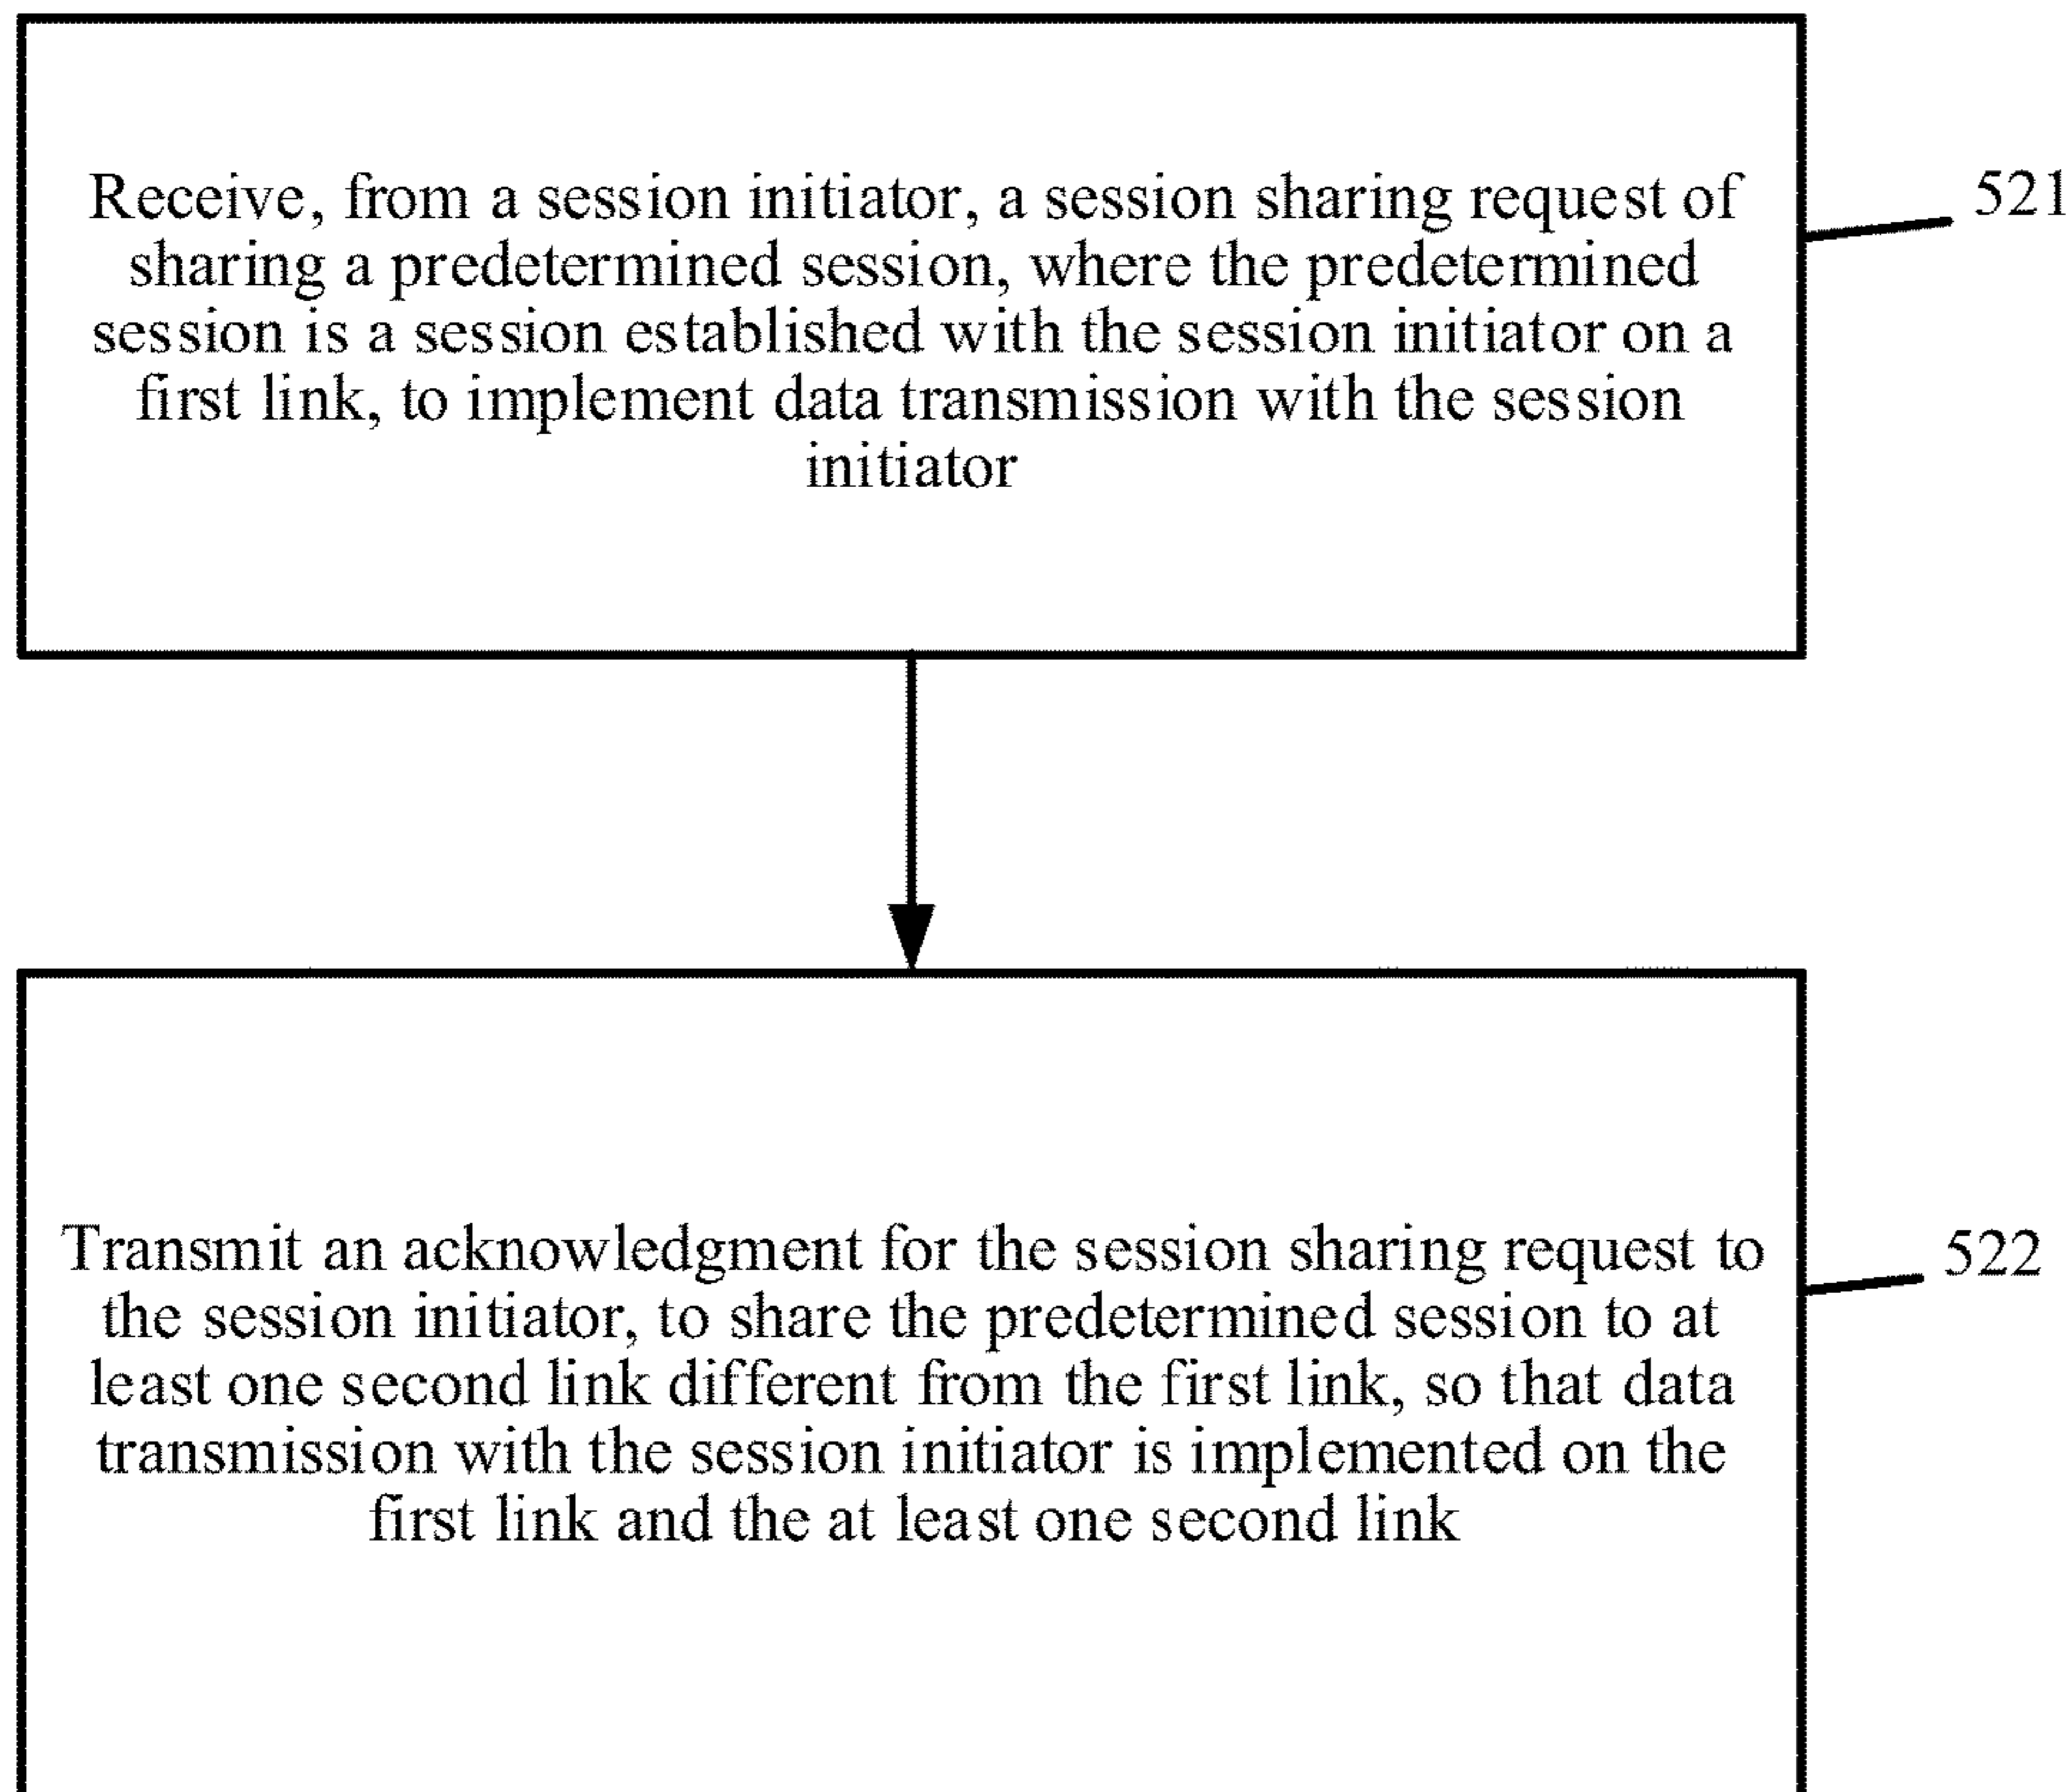 Receive, from a session initiator, a session sharing request of
sharing a predetermined session, where the predetermined
session is a session established with the session initiator on a
first link, to implement data transmission with the session
initiator
521
Transmit an acknowledgment for the session sharing request to
the session initiator, to share the predetermined session to at
least one second link different from the first link, so that data
transmission with the session initiator is implemented on the
first link and the at least one second link
522